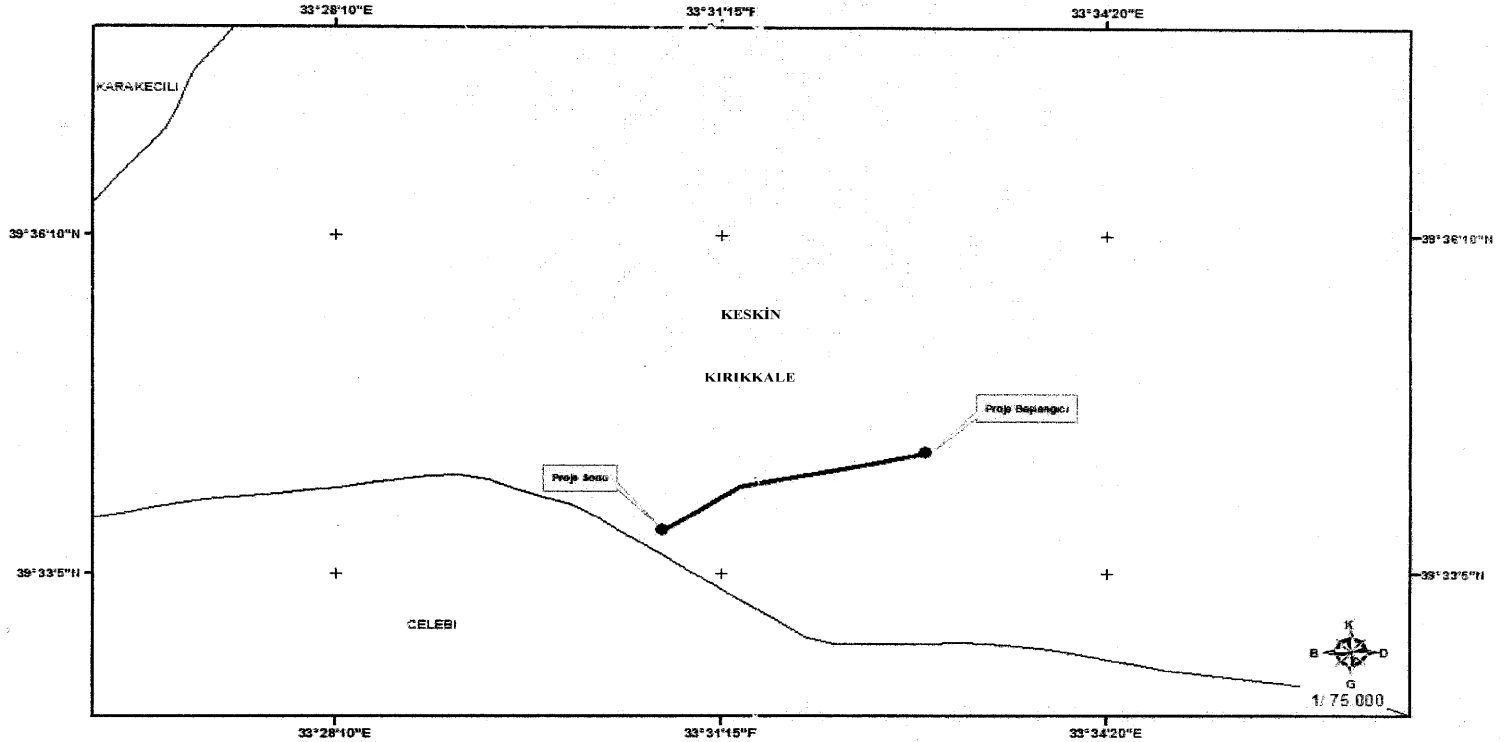 33°28'10"E 33°31'15"E 33°34'20"E
KARAKECILI
39°36'10"N 39°36'10"N
KESKİN
KIRIKKALE
Proje Başlangıcı
Proje Sonu
39°33'5"N 39°33'5"N
CELEBI
K
B D
G
1/ 75.000
33°28'10"E 33°31'15"E 33°34'20"E